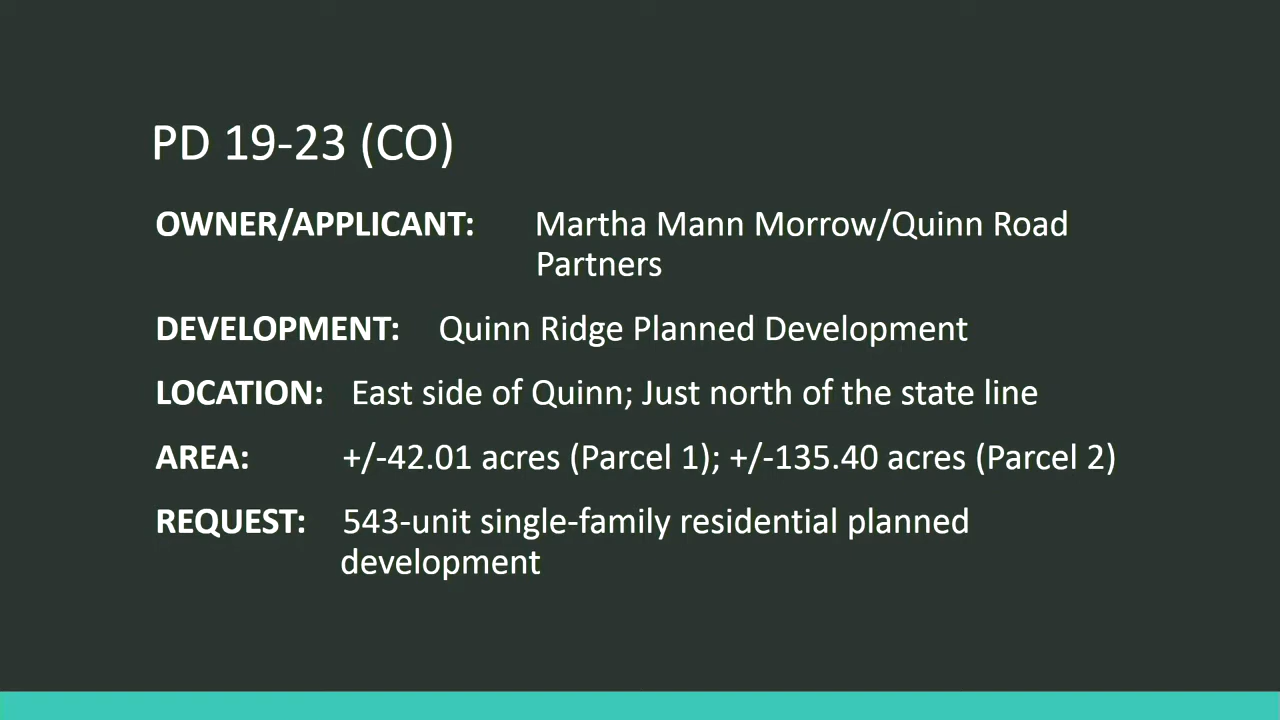 PD 19-23 (CO)
OWNER/APPLICANT: Martha Mann Morrow/Quinn Road
Partners
DEVELOPMENT: Quinn Ridge Planned Development
LOCATION: East side of Quinn; Just north of the state line
AREA: +/-42.01 acres (Parcel 1); +/-135.40 acres (Parcel 2)
REQUEST: 543-unit single-family residential planned
development